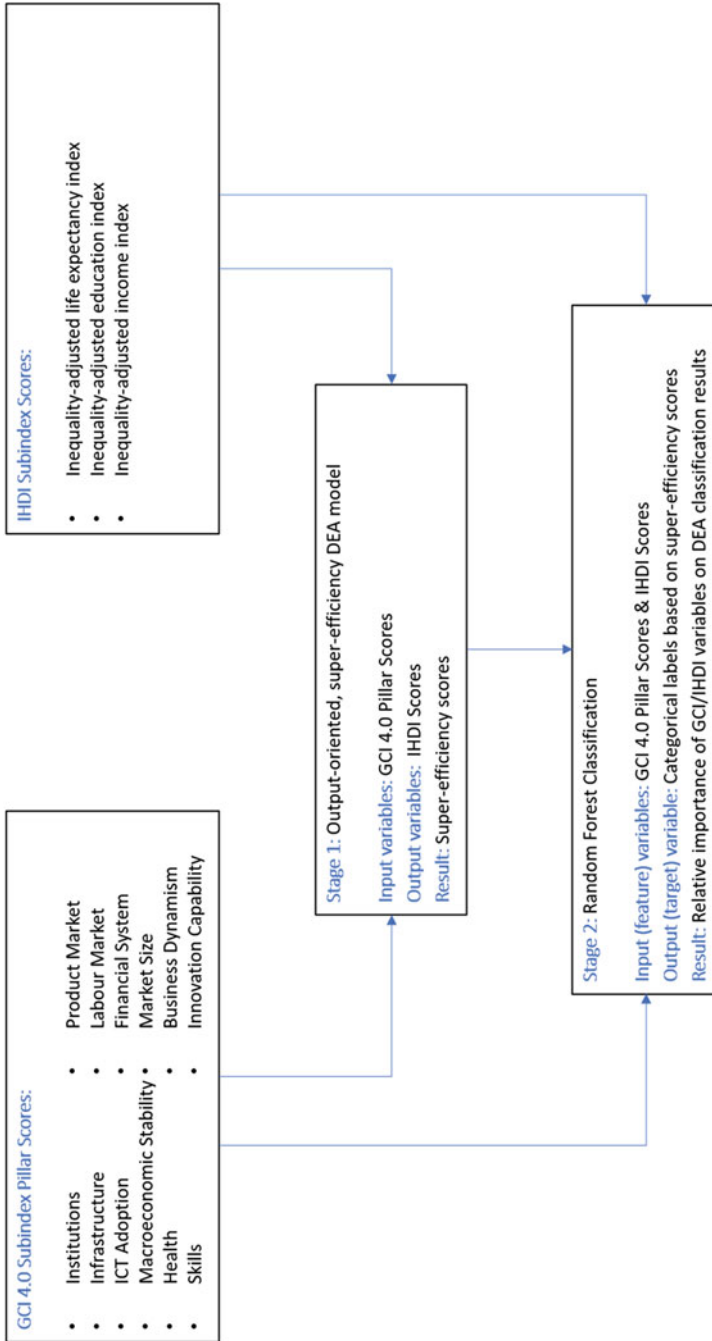 GCI 4.0 Subindex Pillar Scores:
• Institutions
• Infrastructure
• ICT Adoption
• Macroeconomic Stability
• Health
• Skills
• Product Market
• Labour Market
• Financial System
• Market Size
• Business Dynamism
• Innovation Capability
IHDI Subindex Scores:
• Inequality-adjusted life expectancy index
• Inequality-adjusted education index
• Inequality-adjusted income index
Stage 1: Output-oriented, super-efficiency DEA model
Input variables: GCI 4.0 Pillar Scores
Output variables: IHDI Scores
Result: Super-efficiency scores
Stage 2: Random Forest Classification
Input (feature) variables: GCI 4.0 Pillar Scores & IHDI Scores
Output (target) variable: Categorical labels based on super-efficiency scores
Result: Relative importance of GCI/IHDI variables on DEA classification results